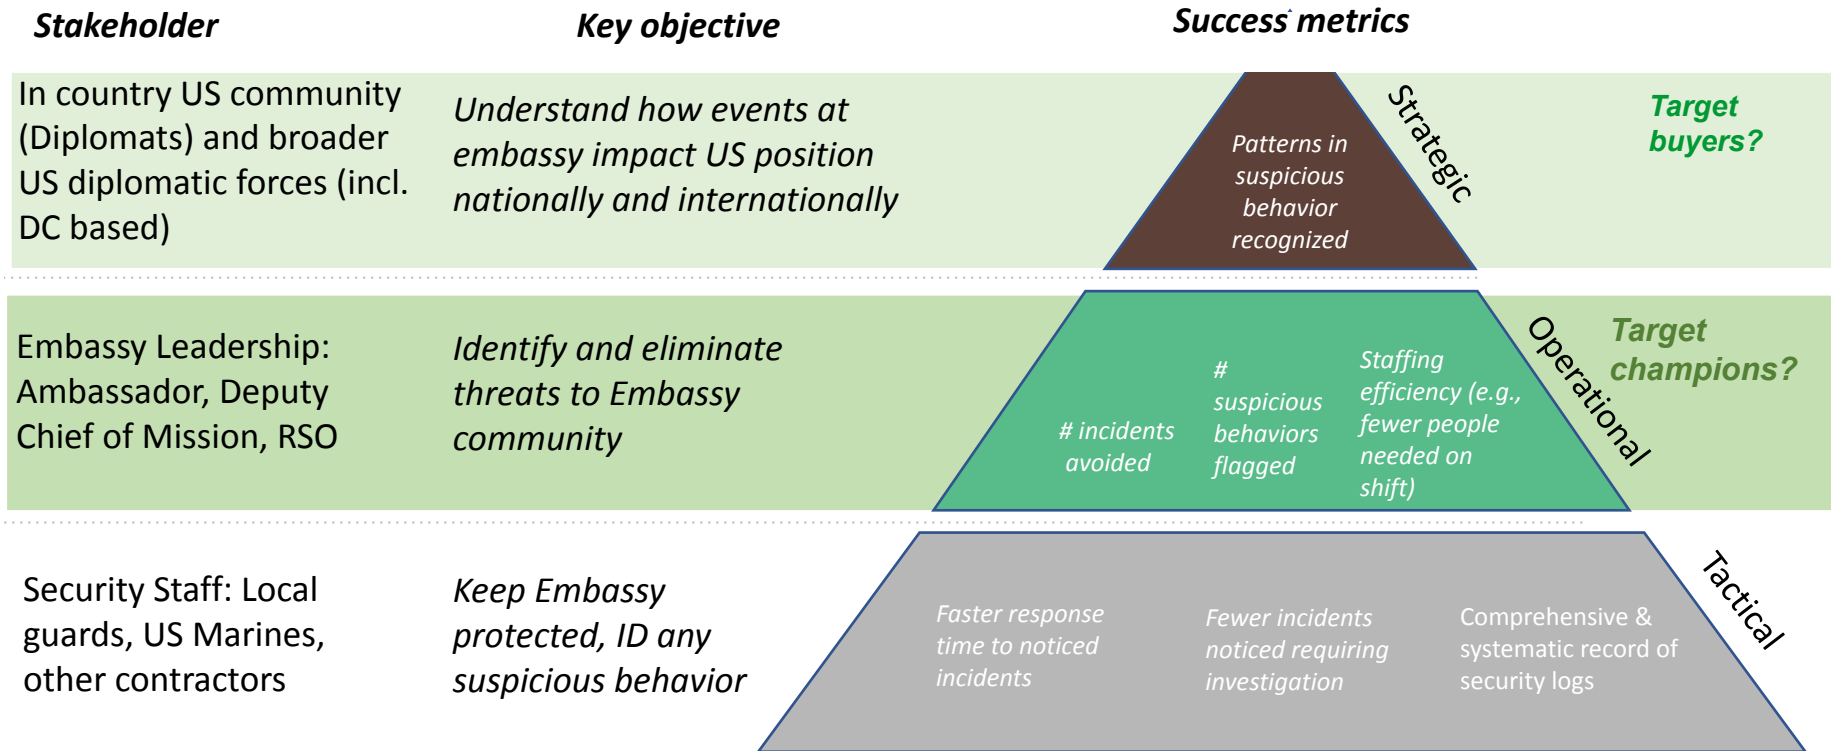 Stakeholder
Key objective
Success metrics
In country US community
(Diplomats) and broader
US diplomatic forces (incl.
DC based)
Understand how events at
embassy impact US position
nationally and internationally
Patterns in
suspicious
behavior
recognized
Strategic
Target
buyers?
Embassy Leadership:
Ambassador, Deputy
Chief of Mission, RSO
Identify and eliminate
threats to Embassy
community
# incidents
avoided
#
suspicious
behaviors
flagged
Staffing
efficiency (e.g.,
fewer people
needed on
shift)
Operational
Target
champions?
Security Staff: Local
guards, US Marines,
other contractors
Keep Embassy
protected, ID any
suspicious behavior
Faster response
time to noticed
incidents
Fewer incidents
noticed requiring
investigation
Comprehensive &
systematic record of
security logs
Tactical